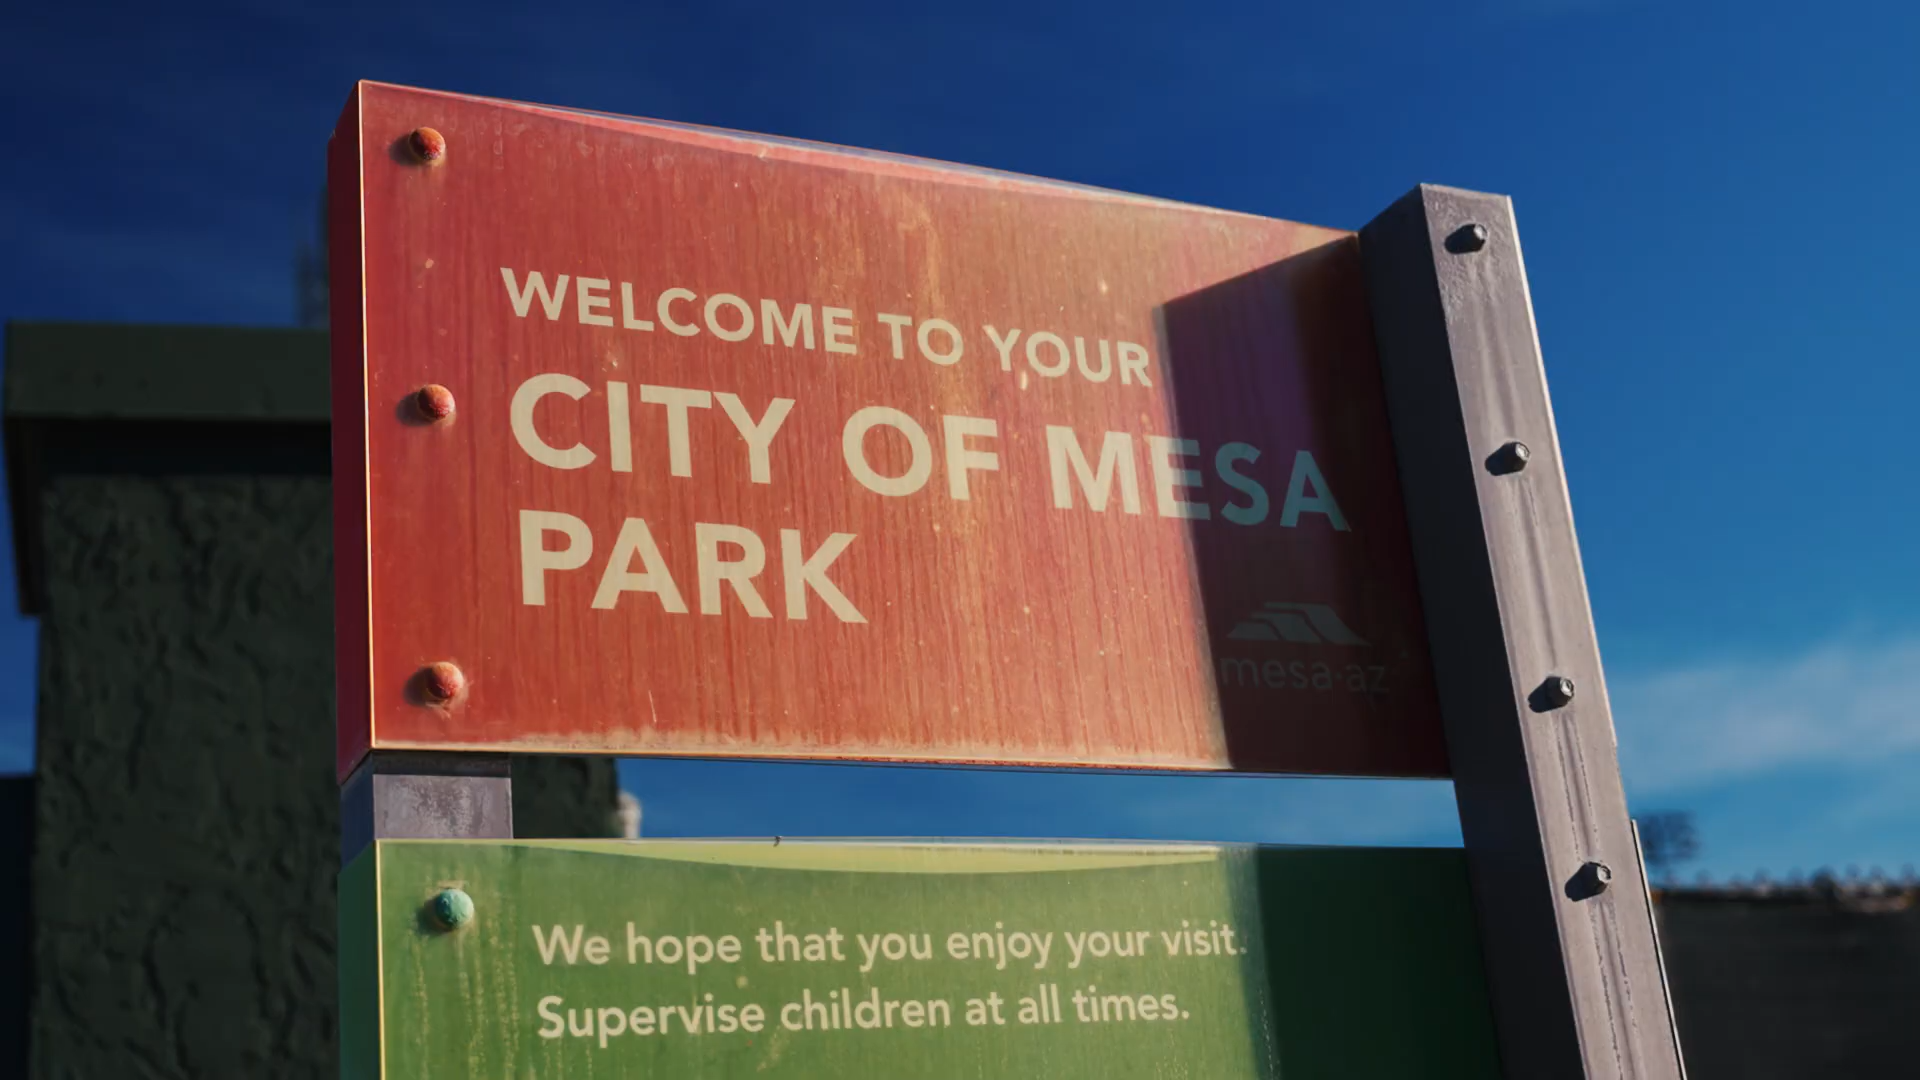 WELCOME TO YOUR
CITY OF MESA
PARK
mesa·az
We hope that you enjoy your visit.
Supervise children at all times.